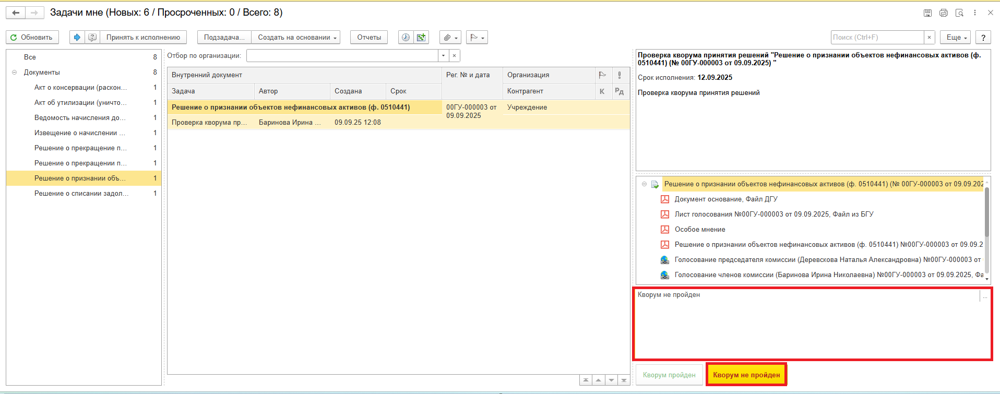 Задачи мне (Новых: 6 / Просроченных: 0 / Всего: 8)
Обновить
Принять к исполнению
Подзадача...
Создать на основании
Отчеты
Поиск (Ctrl+F)
×
Еще
?
Все 8
Документы 8
Акт о консервации (раскон... 1
Акт об утилизации (уничто... 1
Ведомость начисления до... 1
Извещение о начислении ... 1
Решение о прекращение п... 1
Решение о прекращении п... 1
Решение о признании объ... 1
Решение о списании задол... 1
Отбор по организации:
×
Внутренний документ
Рег. № и дата
Организация
Задача
Автор
Создана
Срок
Контрагент
К
Рд
Решение о признании объектов нефинансовых активов (ф. 0510441)
00ГУ-000003 от
09.09.2025
Учреждение
Проверка кворума пр...
Баринова Ирина ...
09.09.25 12:08
Проверка кворума принятия решений "Решение о признании объектов нефинансовых активов (ф.
0510441) (№ 00ГУ-000003 от 09.09.2025) "
Срок исполнения: 12.09.2025
Проверка кворума принятия решений
Решение о признании объектов нефинансовых активов (ф. 0510441) (№ 00ГУ-000003 от 09.09.202
Документ основание, Файл ДГУ
Лист голосования №00ГУ-000003 от 09.09.2025, Файл из БГУ
Особое мнение
Решение о признании объектов нефинансовых активов (ф. 0510441) №00ГУ-000003 от 09.09.2
Голосование председателя комиссии (Деревскова Наталья Александровна) №00ГУ-000003 от
Голосование членов комиссии (Баринова Ирина Николаевна) №00ГУ-000003 от 09.09.2025, Фа
Кворум не пройден
...
Кворум пройден
Кворум не пройден